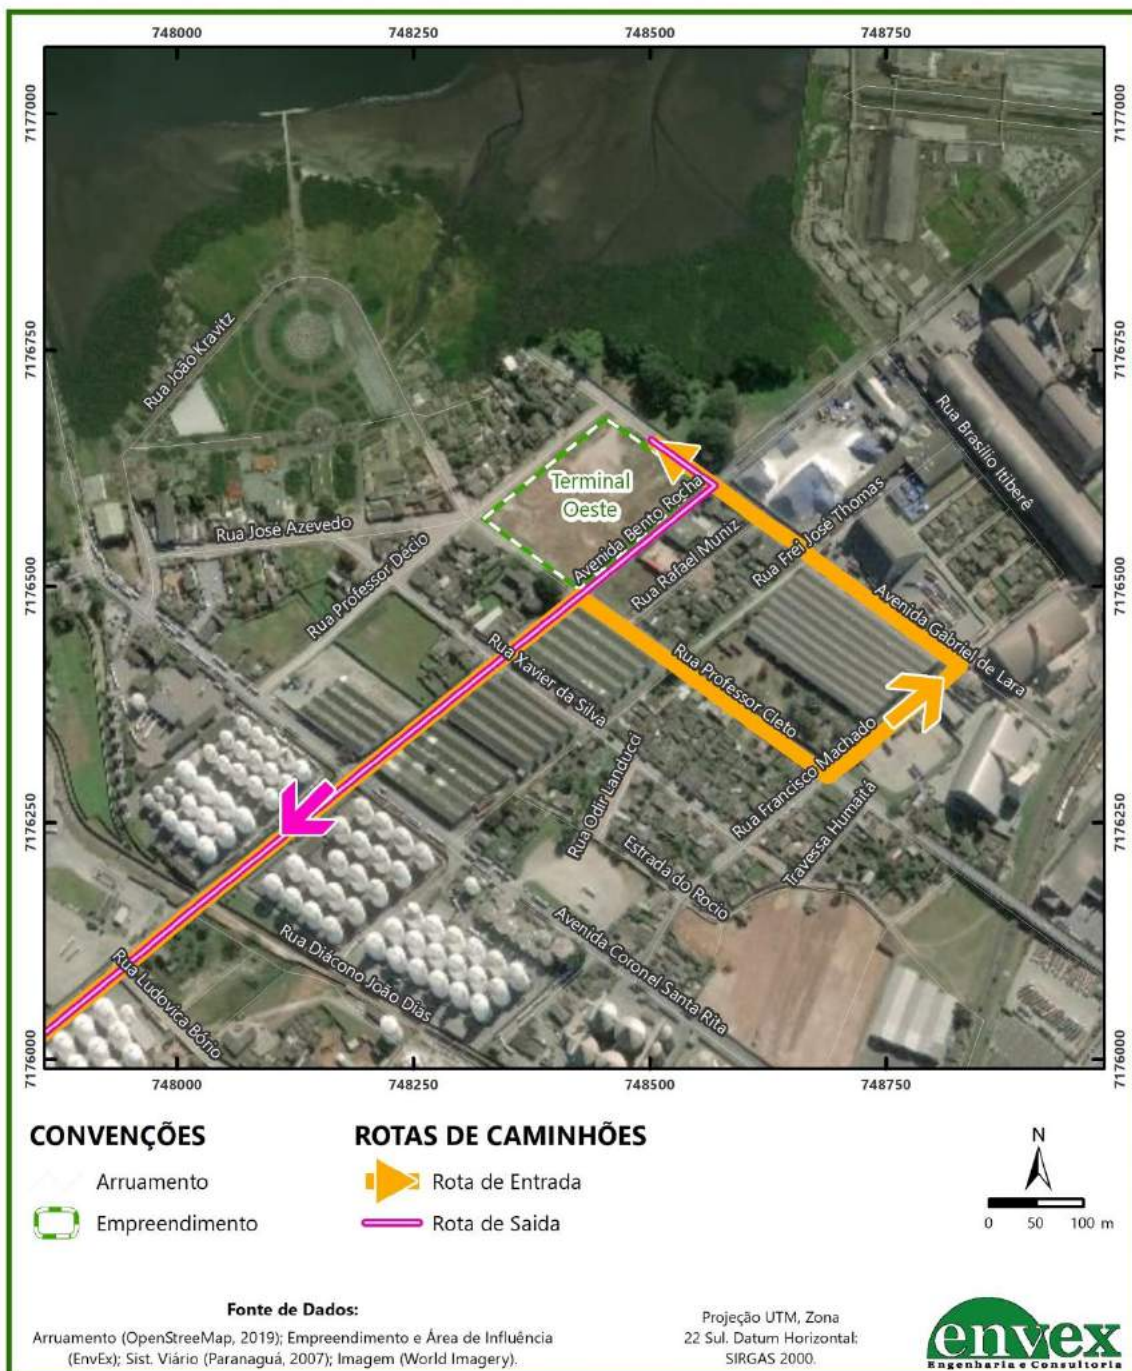 748000 748250 748500 748750
7177000
7177000
7176750
7176750
Rua João Kravitz
Rua Brasílio Itiberê
Terminal
Oeste
Avenida Bento Rocha
Rua José Azevedo
Rua Professor Decio
Rua Rafael Muniz
Rua Frei José Thomas
7176500
7176500
Avenida Gabriel de Lara
Rua Xavier da Silva
Rua Professor Cleto
Rua Francisco Machado
Rua Odir Landucci
Travessa Humaitá
Estrada do Rocio
7176250
7176250
Avenida Coronel Santa Rita
Rua Diácono João Dias
Rua Ludovica Bório
7176000
7176000
748000 748250 748500 748750
CONVENÇÕES
Arruamento
Empreendimento
ROTAS DE CAMINHÕES
Rota de Entrada
Rota de Saida
N
0 50 100 m
Fonte de Dados:
Arruamento (OpenStreeMap, 2019); Empreendimento e Área de Influência
(EnvEx); Sist. Viário (Paranaguá, 2007); Imagem (World Imagery).
Projeção UTM, Zona
22 Sul. Datum Horizontal:
SIRGAS 2000.
envex
Engenharia e Consultoria